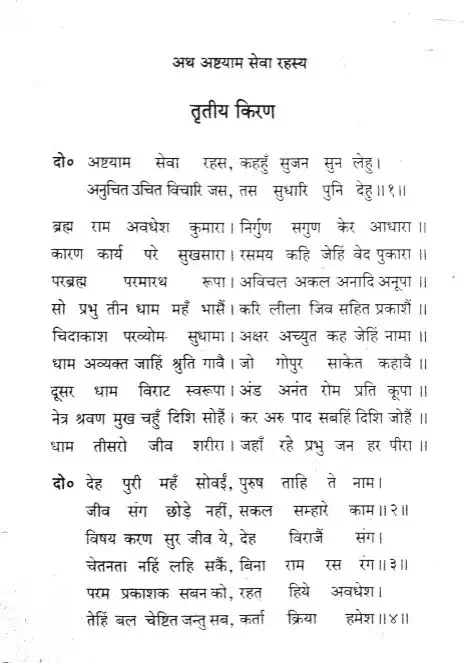 अथ अष्टयाम सेवा रहस्य
तृतीय किरण
दो० अष्टयाम सेवा रहस, कहहुँ सुजन सुन लेहु।
अनुचित उचित विचारि जस, तस सुधारि पुनि देहु॥१॥
ब्रह्म राम अवधेश कुमारा। निर्गुण सगुण केर आधारा॥
कारण कार्य परे सुखसारा। रसमय कहि जेहिं वेद पुकारा॥
परब्रह्म परमारथ रूपा। अविचल अकल अनादि अनूपा॥
सो प्रभु तीन धाम महँ भासैं। करि लीला जिव सहित प्रकाशैं॥
चिदाकाश परव्योम सुधामा। अक्षर अच्युत कह जेहिं नामा॥
धाम अव्यक्त जाहिं श्रुति गावै। जो गोपुर साकेत कहावै॥
दूसर धाम विराट स्वरूपा। अंड अनंत रोम प्रति कूपा॥
नेत्र श्रवण मुख चहुँ दिशि सोहैं। कर अरु पाद सबहिं दिशि जोहैं॥
धाम तीसरो जीव शरीरा। जहाँ रहे प्रभु जन हर पीरा॥
दो० देह पुरी महँ सोवईं, पुरुष ताहि ते नाम।
जीव संग छोड़े नहीं, सकल सम्हारे काम॥२॥
विषय करण सुर जीव ये, देह विराजैं संग।
चेतनता नहिं लहि सकैं, बिना राम रस रंग॥३॥
परम प्रकाशक सबन को, रहत हिये अवधेश।
तेहिं बल चेष्टित जन्तु सब, कर्ता क्रिया हमेश॥४॥